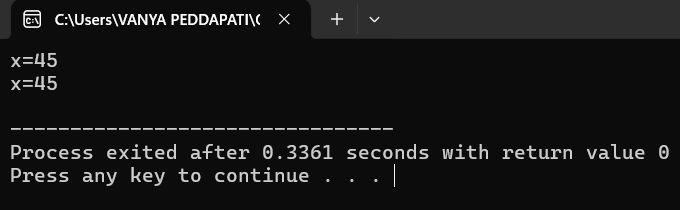 C:\Users\VANYA PEDDAPATI\C
x=45
x=45
--------------------------------
Process exited after 0.3361 seconds with return value 0
Press any key to continue . . .